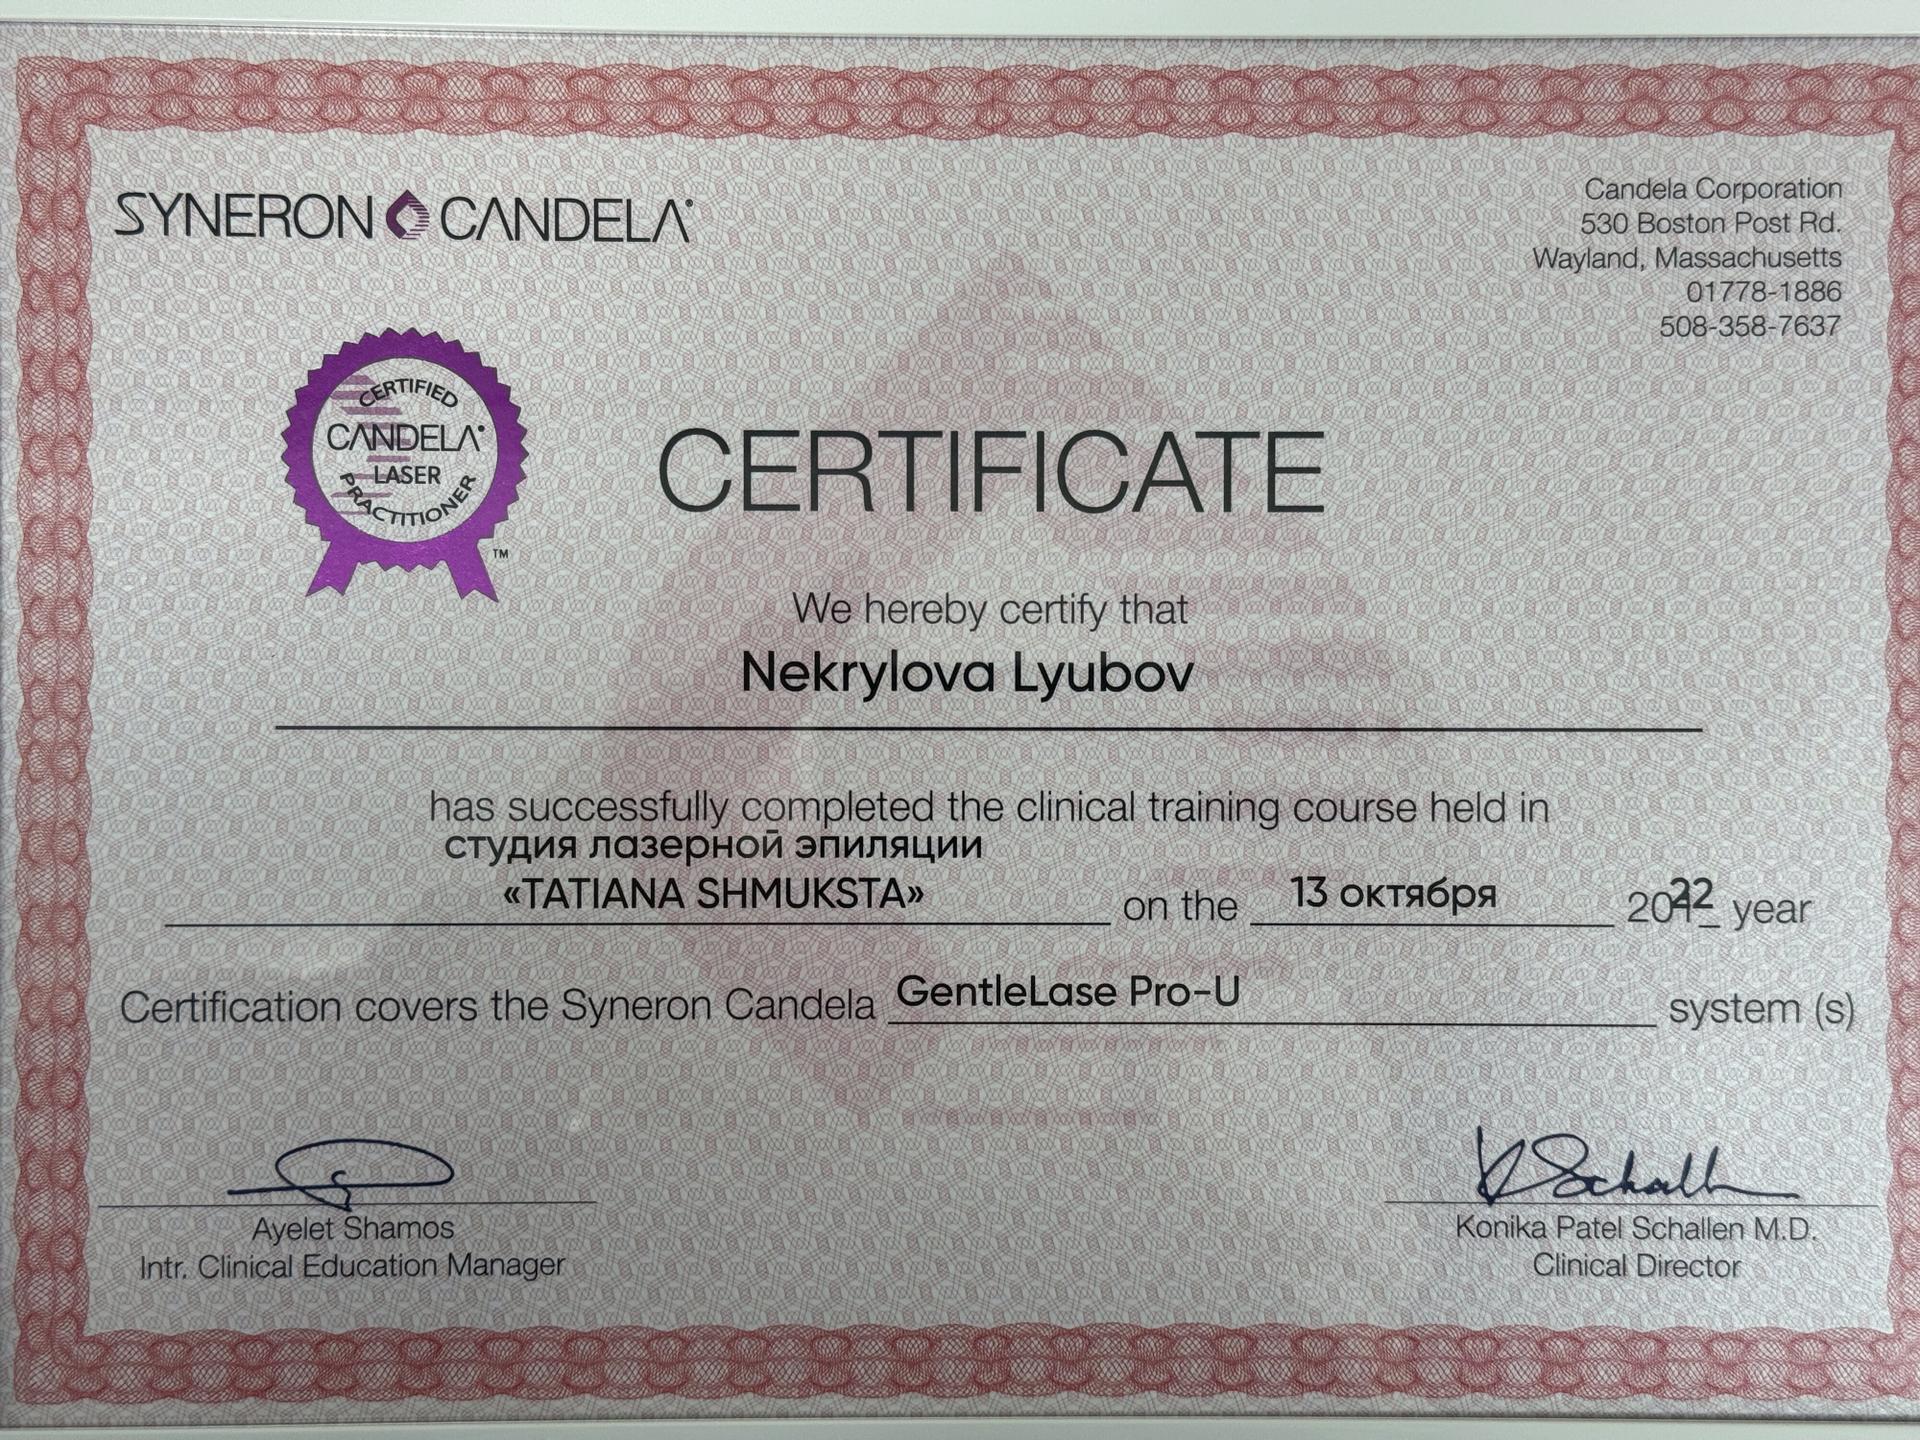 SYNERON CANDELA
Candela Corporation
530 Boston Post Rd.
Wayland, Massachusetts
01778-1886
508-358-7637
CERTIFIED
CANDELA
LASER
PRACTITIONER
TM
CERTIFICATE
We hereby certify that
Nekrylova Lyubov
has successfully completed the clinical training course held in
студия лазерной эпиляции
«TATIANA SHMUKSTA» on the 13 октября 2022 year
Certification covers the Syneron Candela GentleLase Pro-U system (s)
K Schall
Ayelet Shamos
Intr. Clinical Education Manager
Konika Patel Schallen M.D.
Clinical Director